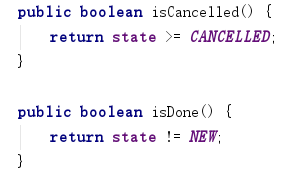 public boolean isCancelled() {
    return state >= CANCELLED;
}

public boolean isDone() {
    return state != NEW;
}